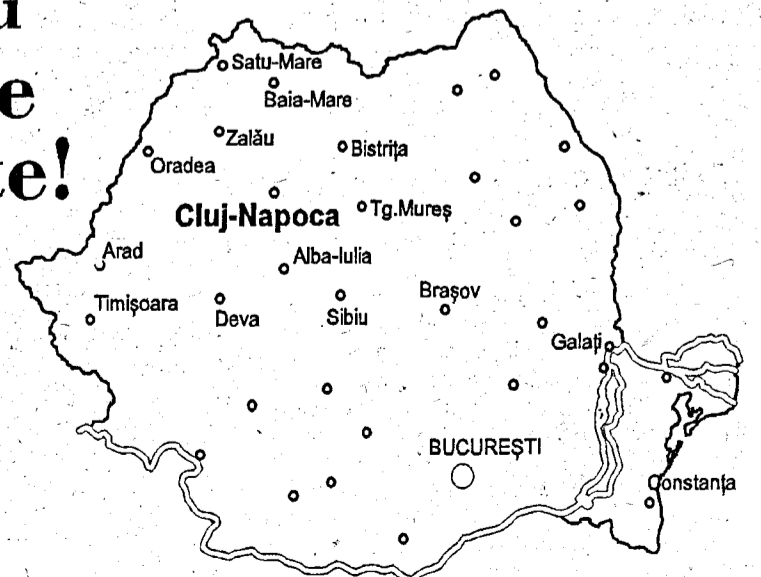 u
e
te!
Satu-Mare
Baia-Mare
Zalău
Bistrița
Oradea
Cluj-Napoca
Tg.Mureș
Arad
Alba-Iulia
Timișoara
Deva
Sibiu
Brașov
Galați
BUCUREȘTI
Constanța